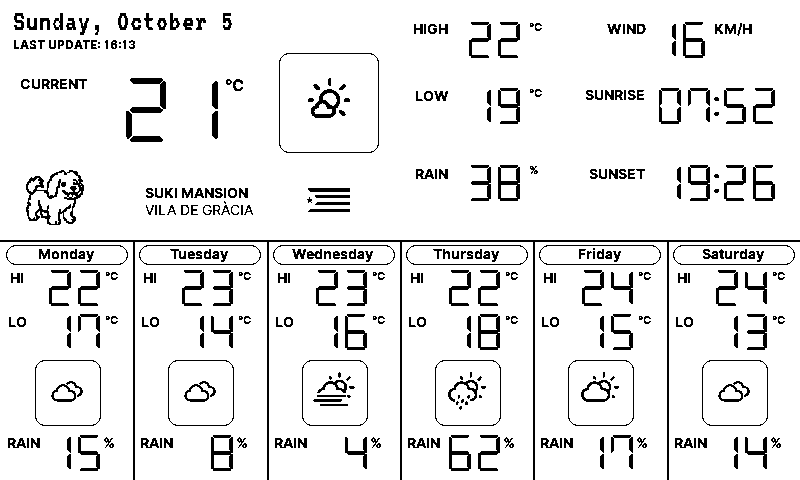 Sunday, October 5
LAST UPDATE: 16:13
CURRENT 21 °C
SUKI MANSION
VILA DE GRÀCIA
HIGH 22 °C
LOW 19 °C
RAIN 38 %
WIND 16 KM/H
SUNRISE 07:52
SUNSET 19:26
Monday
HI 22 °C
LO 17 °C
RAIN 15 %
Tuesday
HI 23 °C
LO 14 °C
RAIN 8 %
Wednesday
HI 23 °C
LO 16 °C
RAIN 4 %
Thursday
HI 22 °C
LO 18 °C
RAIN 62 %
Friday
HI 24 °C
LO 15 °C
RAIN 17 %
Saturday
HI 24 °C
LO 13 °C
RAIN 14 %